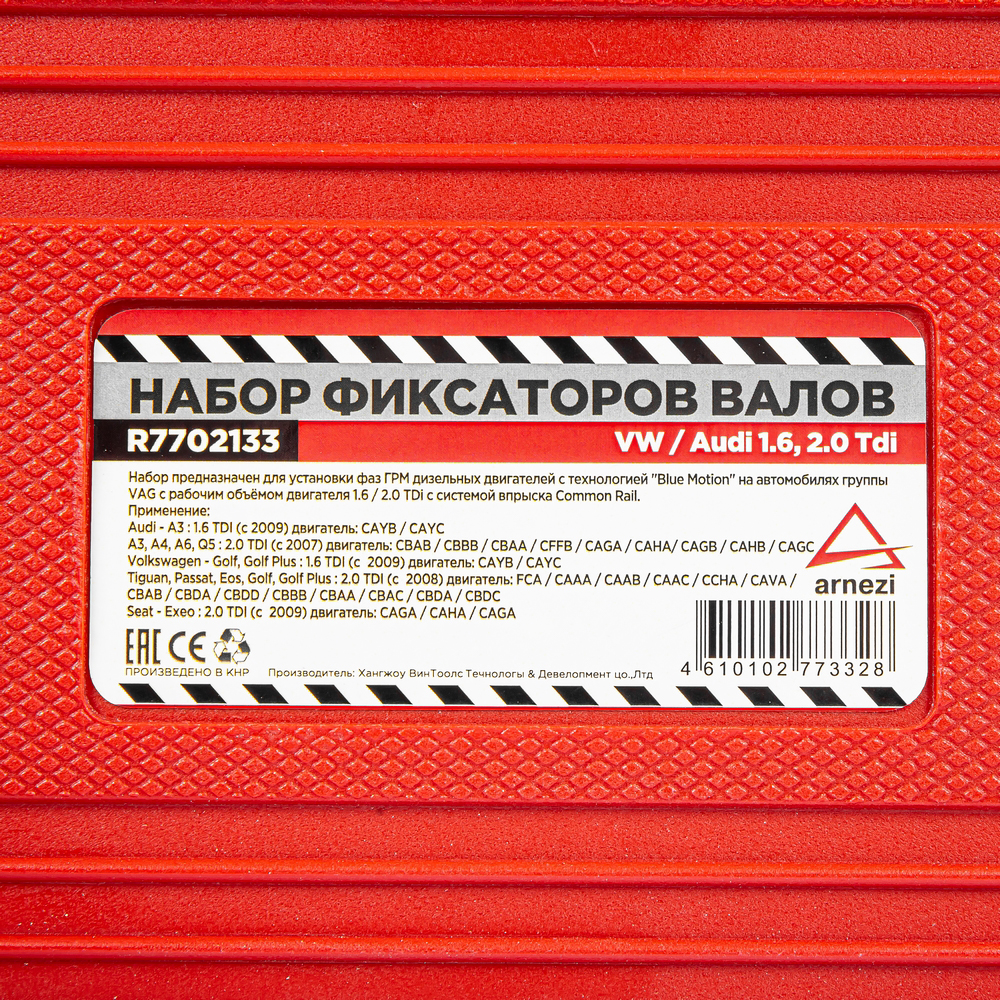 НАБОР ФИКСАТОРОВ ВАЛОВ
R7702133
VW / Audi 1.6, 2.0 Tdi
Набор предназначен для установки фаз ГРМ дизельных двигателей с технологией "Blue Motion" на автомобилях группы
VAG с рабочим объёмом двигателя 1.6 / 2.0 TDi с системой впрыска Common Rail.
Применение:
Audi - A3 : 1.6 TDI (с 2009) двигатель: CAYB / CAYC
A3, A4, A6, Q5 : 2.0 TDI (с 2007) двигатель: CBAB / CBBB / CBAA / CFFB / CAGA / CAHA/ CAGB / CAHB / CAGC
Volkswagen - Golf, Golf Plus : 1.6 TDI (с 2009) двигатель: CAYB / CAYC
Tiguan, Passat, Eos, Golf, Golf Plus : 2.0 TDI (с 2008) двигатель: FCA / CAAA / CAAB / CAAC / CCHA / CAVA /
CBAB / CBDA / CBDD / CBBB / CBAA / CBAC / CBDA / CBDC
Seat - Exeo : 2.0 TDI (с 2009) двигатель: CAGA / CAHA / CAGA
arnezi
EAC CE
ПРОИЗВЕДЕНО В КНР
Производитель: Хангжоу ВинТоолс Течнологы & Девелопмент цо.,Лтд
4 610102 773328